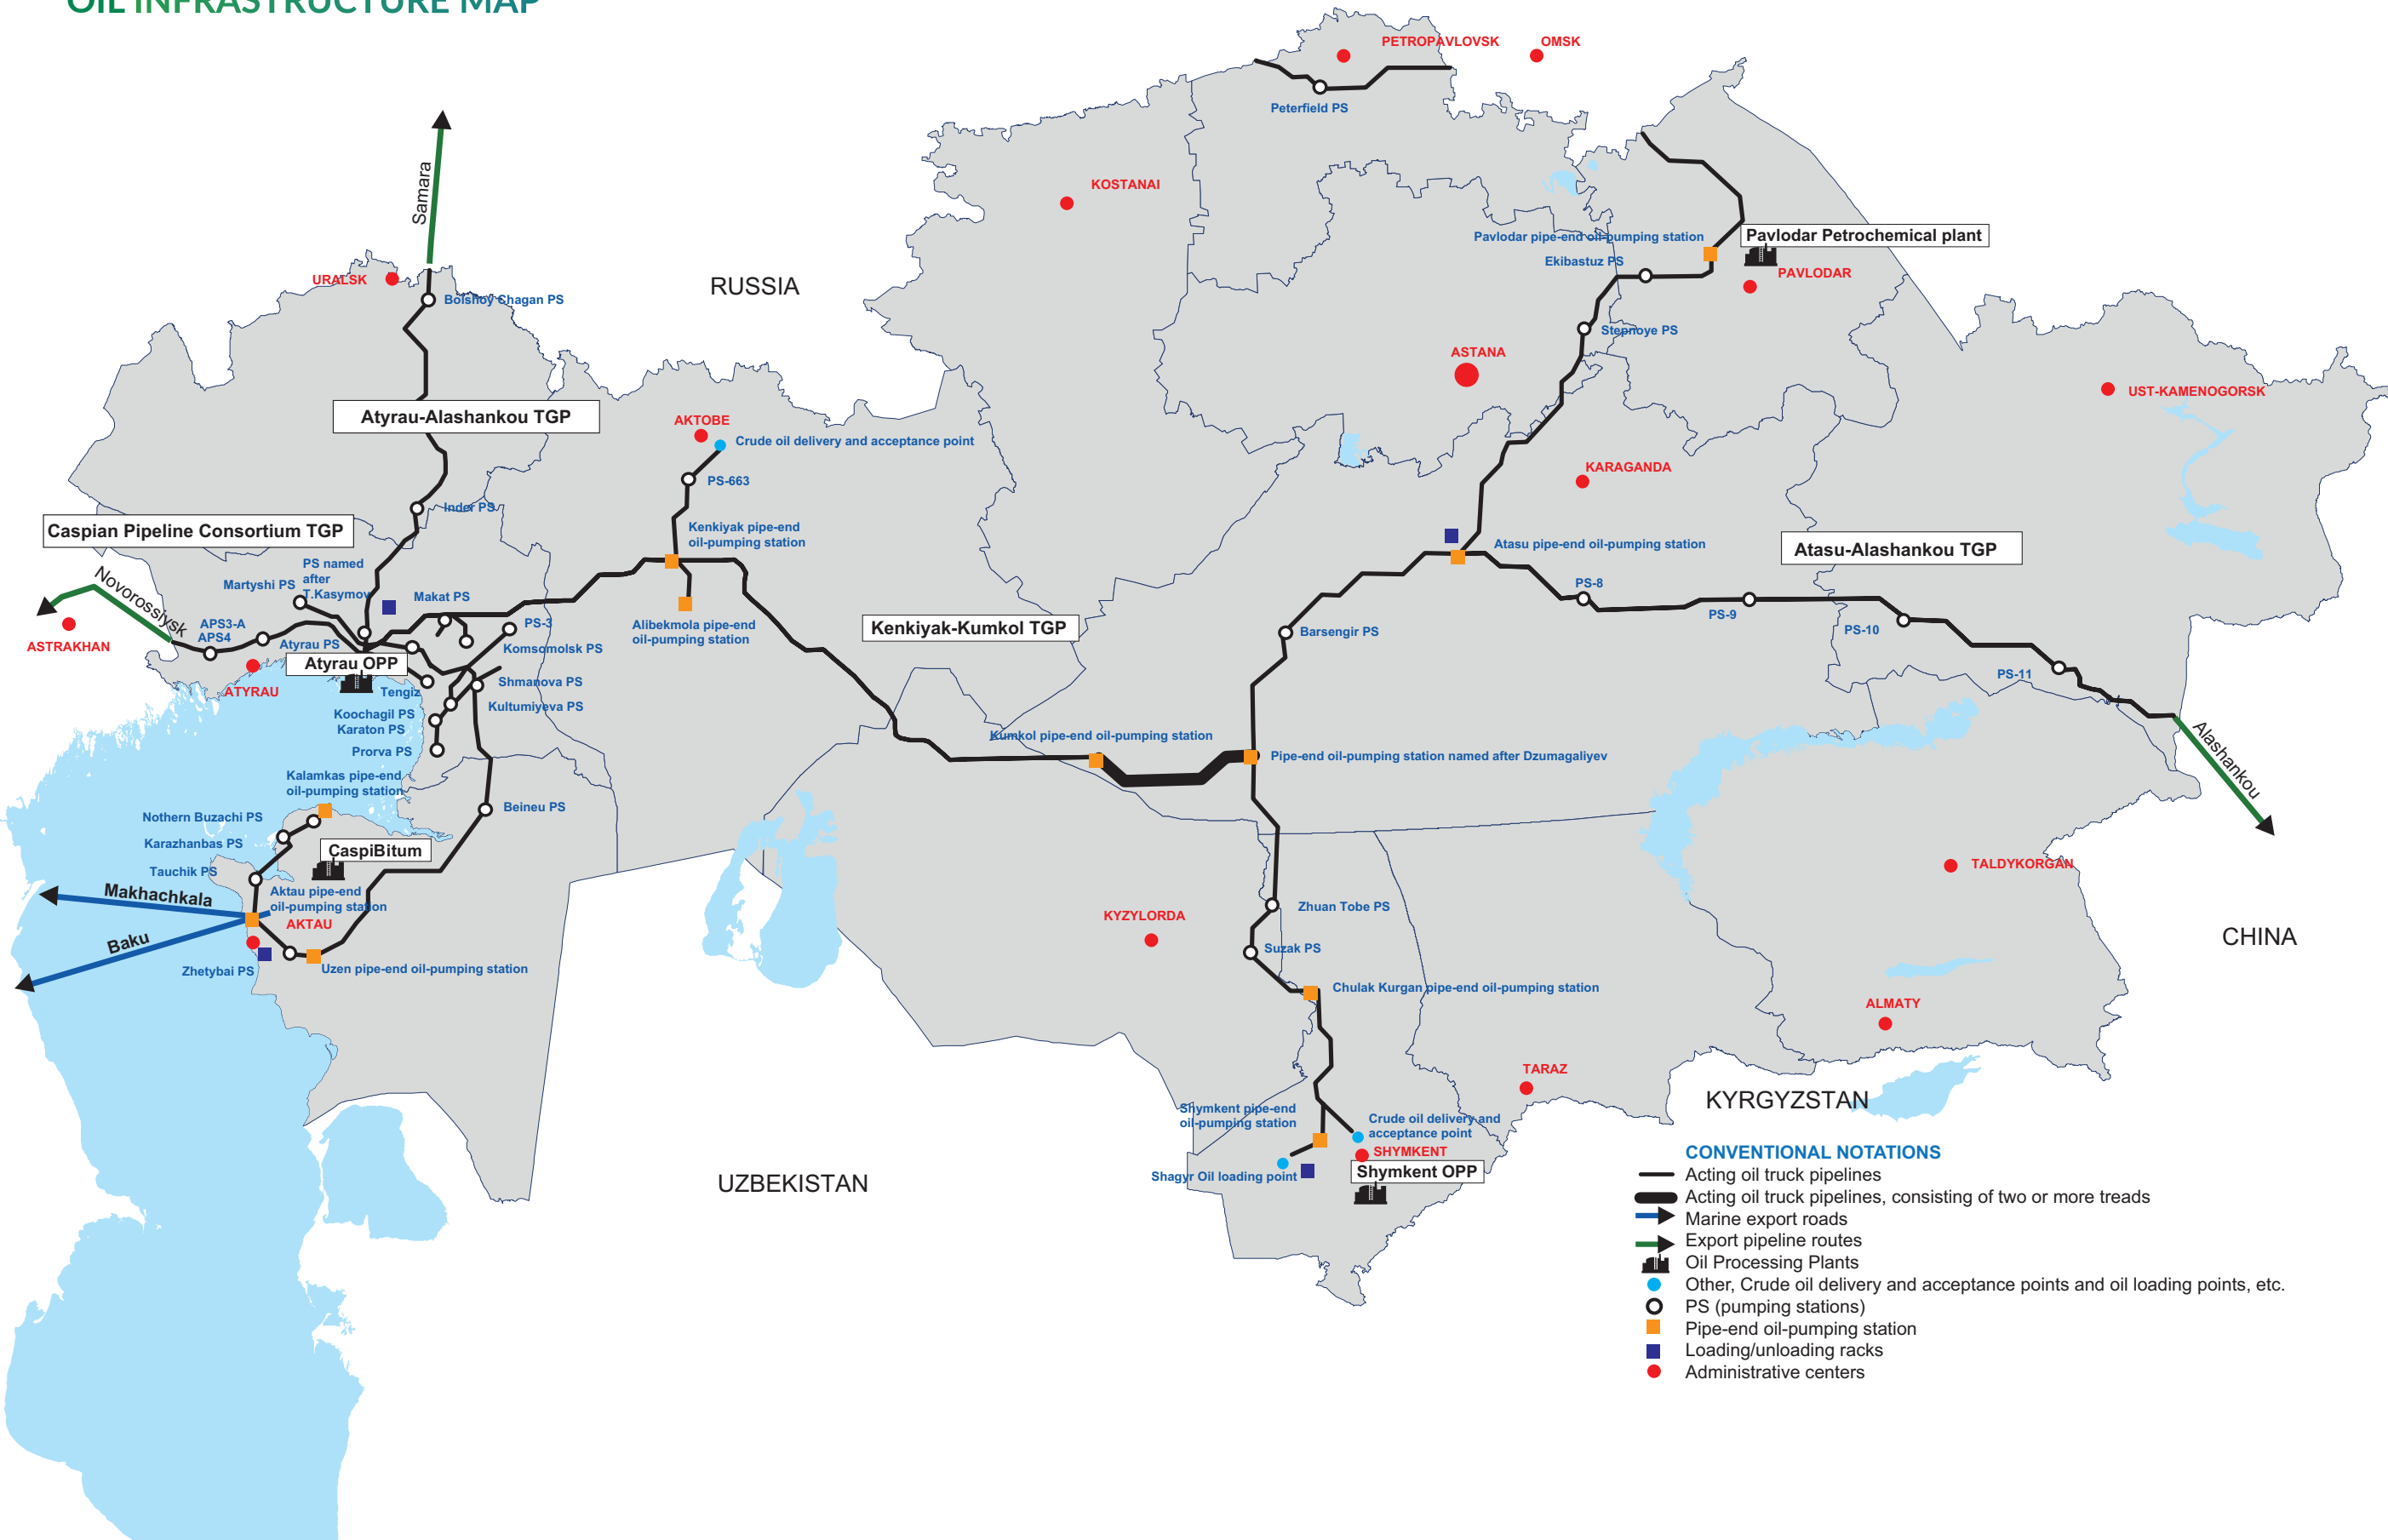 OIL INFRASTRUCTURE MAP
PETROPAVLOVSK
OMSK
Peterfield PS
Samara
KOSTANAI
Pavlodar pipe-end oil-pumping station
Pavlodar Petrochemical plant
Ekibastuz PS
PAVLODAR
URALSK
RUSSIA
Bolshoy Chagan PS
Stepnoye PS
ASTANA
UST-KAMENOGORSK
Atyrau-Alashankou TGP
AKTOBE
Crude oil delivery and acceptance point
PS-663
KARAGANDA
Inder PS
Caspian Pipeline Consortium TGP
Kenkiyak pipe-end
oil-pumping station
Atasu pipe-end oil-pumping station
Atasu-Alashankou TGP
PS named
after
T.Kasymov
Martyshi PS
Novorossiysk
Makat PS
PS-8
PS-9
PS-10
PS-11
APS3-A
APS4
ASTRAKHAN
Atyrau PS
Atyrau OPP
ATYRAU
PS-3
Komsomolsk PS
Alibekmola pipe-end
oil-pumping station
Kenkiyak-Kumkol TGP
Barsengir PS
Tengiz
Shmanova PS
Kultumiyeva PS
Koochagil PS
Karaton PS
Prorva PS
Kumkol pipe-end oil-pumping station
Pipe-end oil-pumping station named after Dzumagaliyev
Alashankou
Kalamkas pipe-end
oil-pumping station
Nothern Buzachi PS
Beineu PS
Karazhanbas PS
CaspiBitum
Tauchik PS
TALDYKORGAN
Makhachkala
Aktau pipe-end
oil-pumping station
AKTAU
KYZYLORDA
Zhuan Tobe PS
Baku
CHINA
Suzak PS
Zhetybai PS
Uzen pipe-end oil-pumping station
Chulak Kurgan pipe-end oil-pumping station
ALMATY
TARAZ
KYRGYZSTAN
Shymkent pipe-end
oil-pumping station
Crude oil delivery and
acceptance point
SHYMKENT
Shymkent OPP
Shagyr Oil loading point
UZBEKISTAN
CONVENTIONAL NOTATIONS
Acting oil truck pipelines
Acting oil truck pipelines, consisting of two or more treads
Marine export roads
Export pipeline routes
Oil Processing Plants
Other, Crude oil delivery and acceptance points and oil loading points, etc.
PS (pumping stations)
Pipe-end oil-pumping station
Loading/unloading racks
Administrative centers